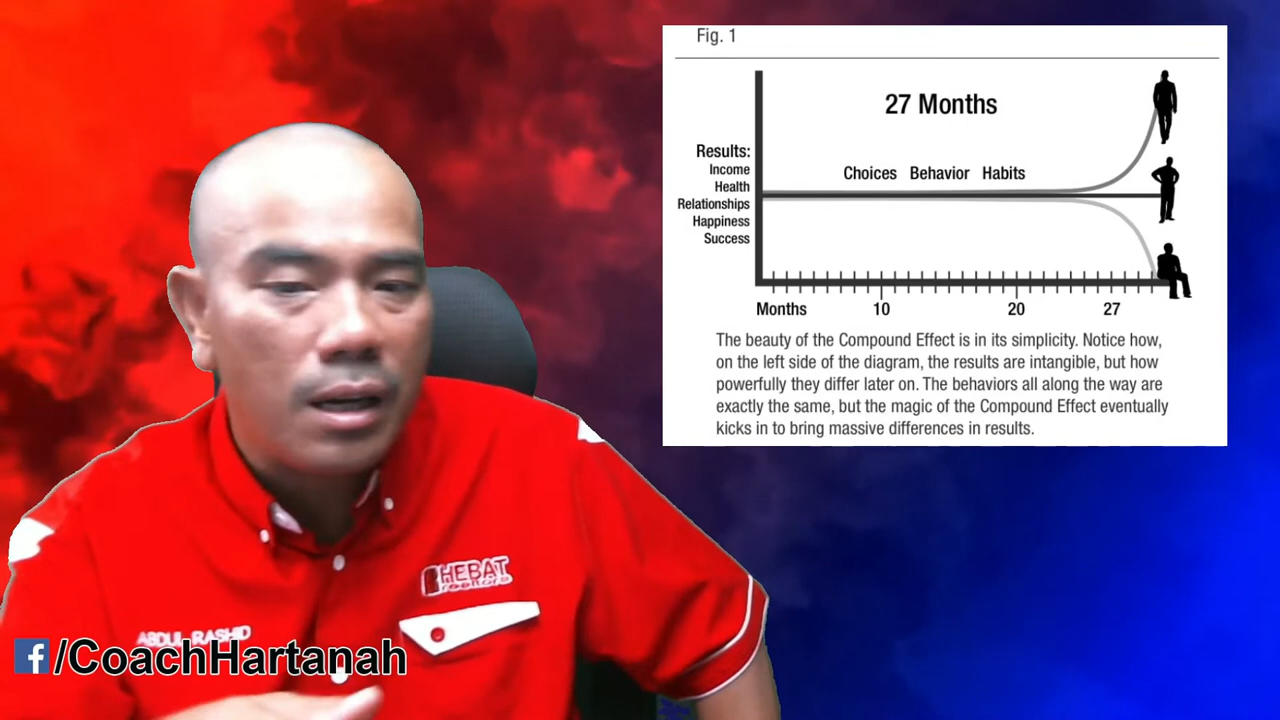 Fig. 1
27 Months
Results:
Income
Health
Relationships
Happiness
Success
Choices Behavior Habits
Months 10 20 27
The beauty of the Compound Effect is in its simplicity. Notice how,
on the left side of the diagram, the results are intangible, but how
powerfully they differ later on. The behaviors all along the way are
exactly the same, but the magic of the Compound Effect eventually
kicks in to bring massive differences in results.
HEBAT
realtors
ABDUL RASHID
f/CoachHartanah